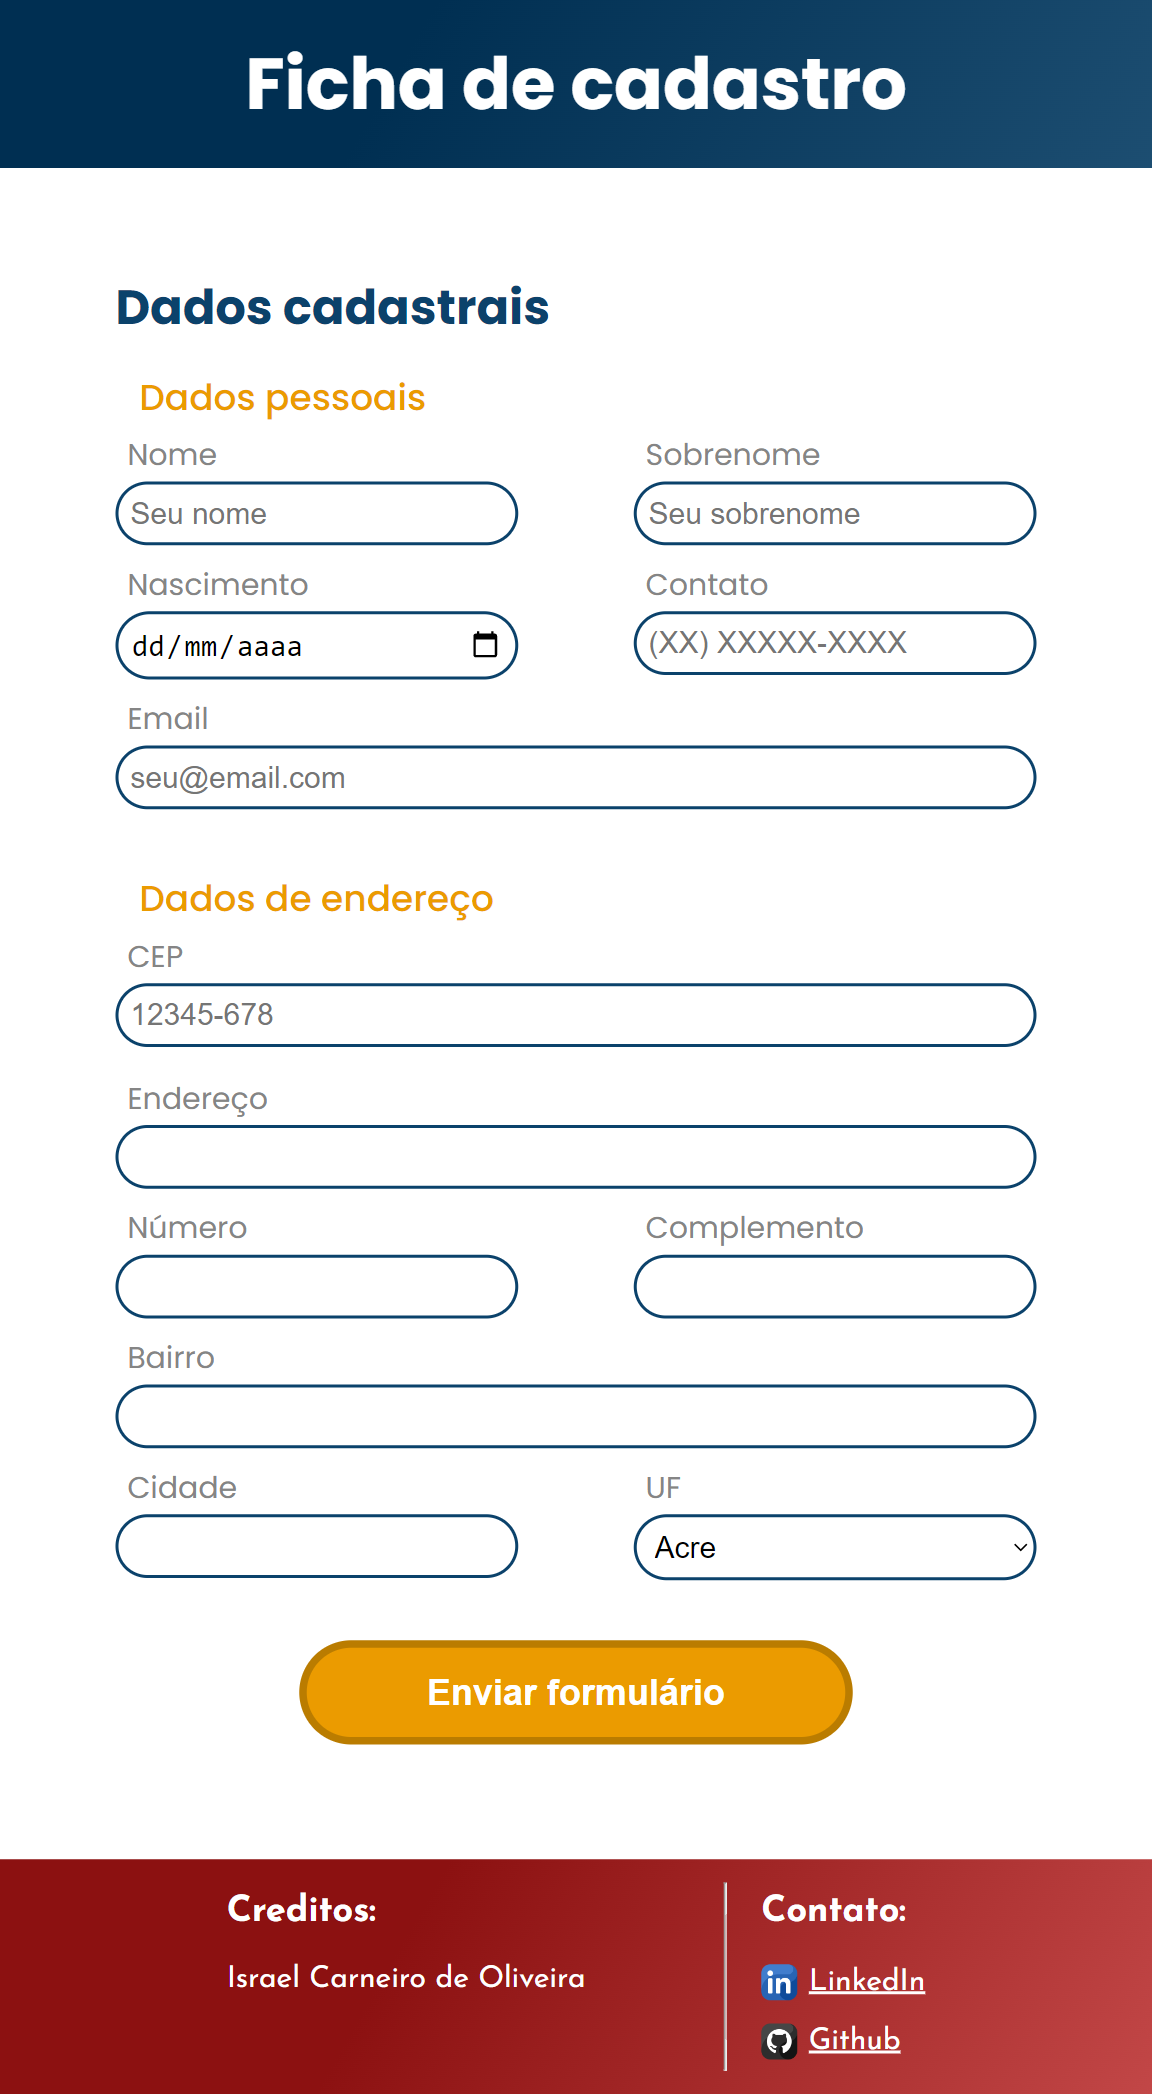 Ficha de cadastro
Dados cadastrais
Dados pessoais
Nome Sobrenome
Seu nome Seu sobrenome
Nascimento Contato
dd/mm/aaaa (XX) XXXXX-XXXX
Email
seu@email.com
Dados de endereço
CEP
12345-678
Endereço
Número Complemento
Bairro
Cidade UF
Acre
Enviar formulário
Creditos:
Israel Carneiro de Oliveira
Contato:
in LinkedIn
Github